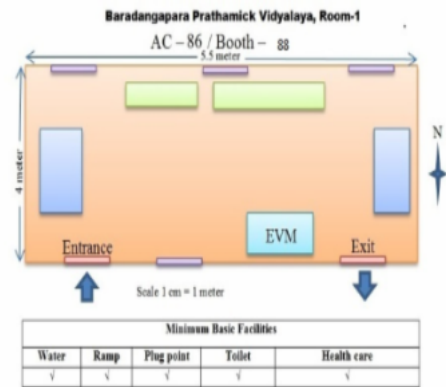 Baradangapara Prathamick Vidyalaya, Room-1
AC – 86 / Booth – 88
5.5 meter
4 meter
N
EVM
Entrance
Exit
Scale 1 cm = 1 meter
Minimum Basic Facilities
Water Ramp Plug point Toilet Health care
√ √ √ √ √